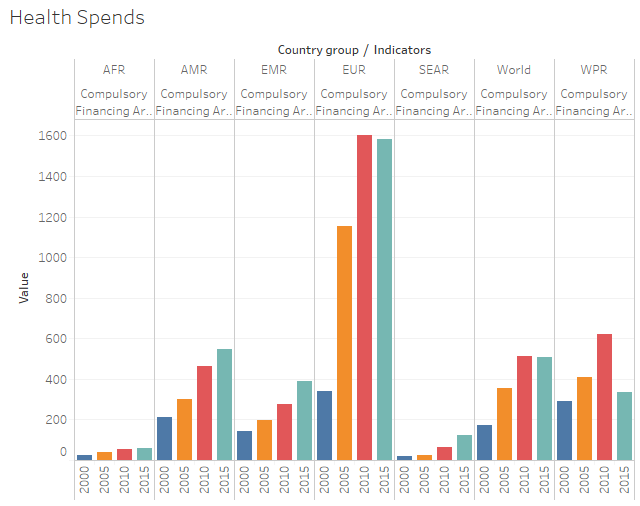 Health Spends
Country group / Indicators
AFR AMR EMR EUR SEAR World WPR
Compulsory Compulsory Compulsory Compulsory Compulsory Compulsory Compulsory
Financing Ar.. Financing Ar.. Financing Ar.. Financing Ar.. Financing Ar.. Financing Ar.. Financing Ar..
1600
1400
1200
1000
800
600
400
200
0
Value
2000 2005 2010 2015 2000 2005 2010 2015 2000 2005 2010 2015 2000 2005 2010 2015 2000 2005 2010 2015 2000 2005 2010 2015 2000 2005 2010 2015